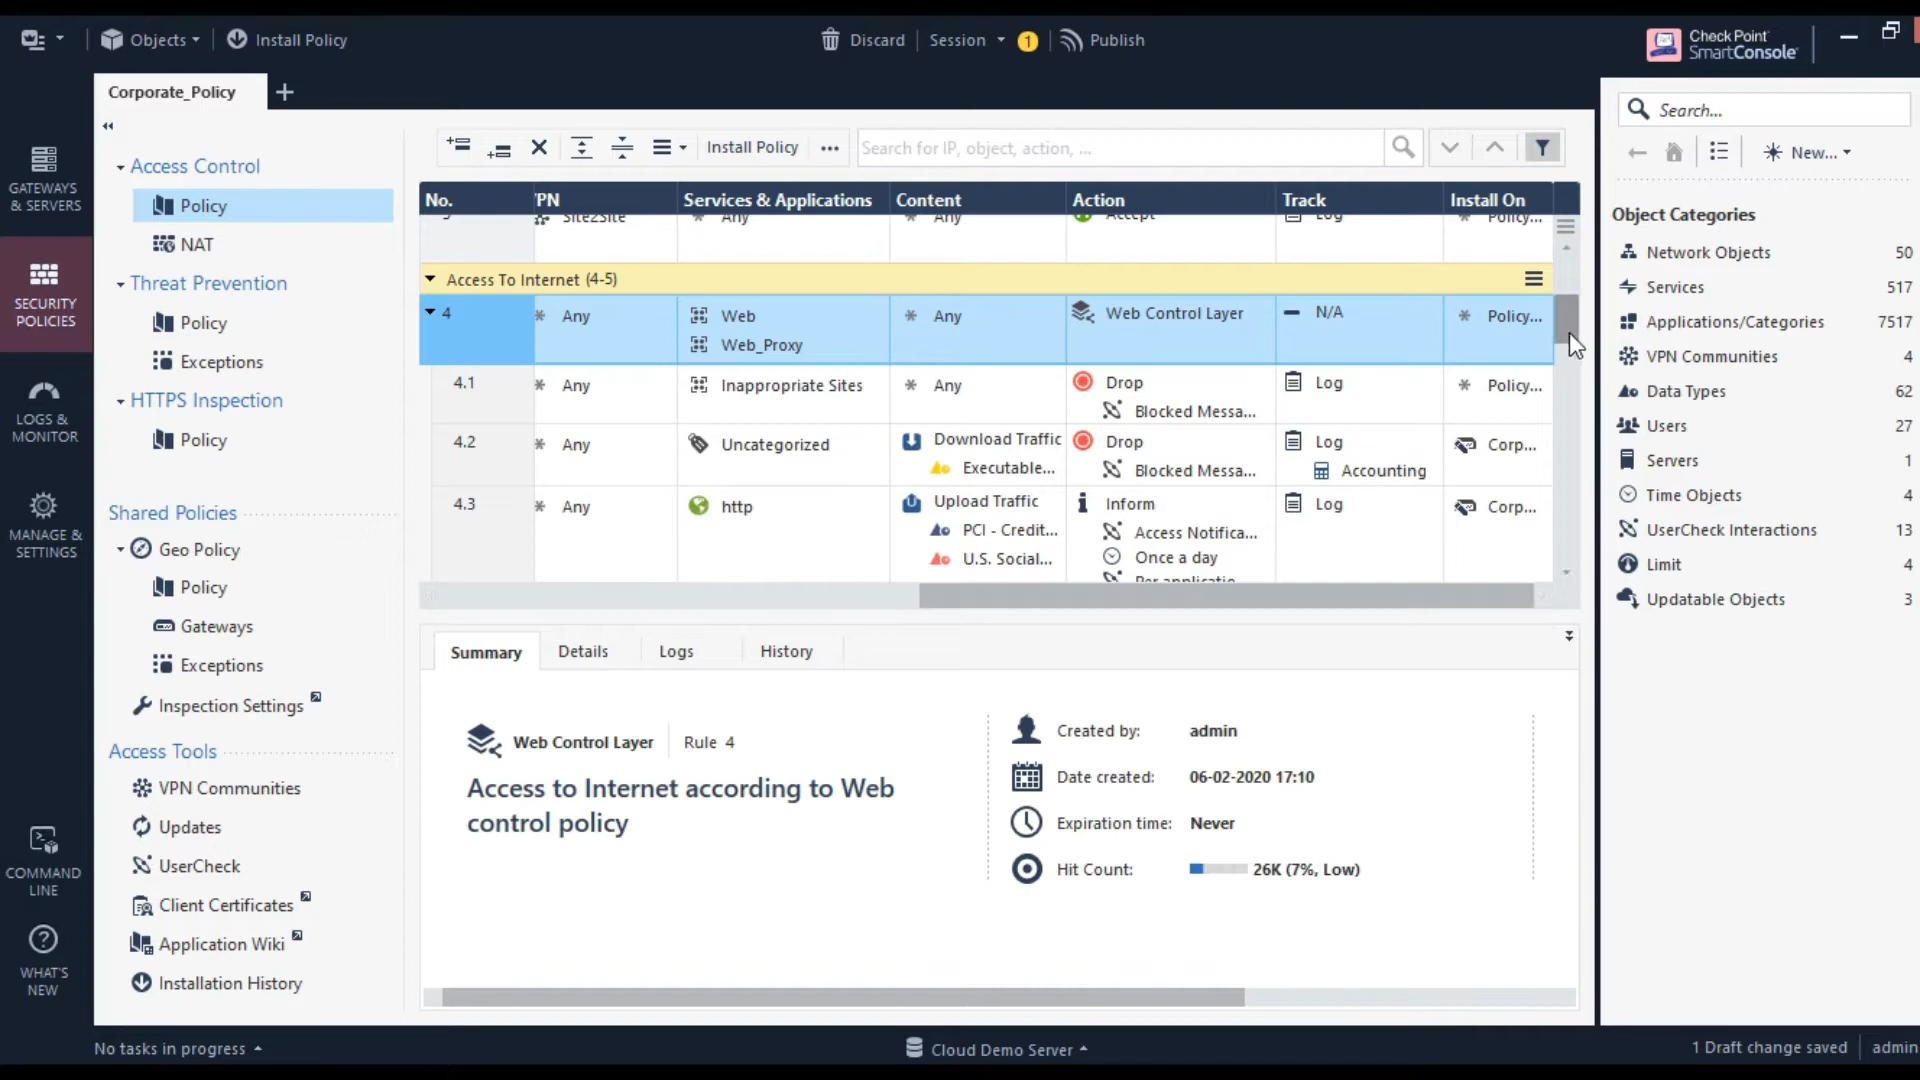 Objects
Install Policy
Discard
Session
1
Publish
Check Point
SmartConsole
Corporate_Policy
GATEWAYS
& SERVERS
SECURITY
POLICIES
LOGS &
MONITOR
MANAGE &
SETTINGS
COMMAND
LINE
WHAT'S
NEW
Access Control
Policy
NAT
Threat Prevention
Policy
Exceptions
HTTPS Inspection
Policy
Shared Policies
Geo Policy
Policy
Gateways
Exceptions
Inspection Settings
Access Tools
VPN Communities
Updates
UserCheck
Client Certificates
Application Wiki
Installation History
Install Policy
Search for IP, object, action, ...
No. 'PN Services & Applications Content Action Track Install On
Site2Site Any Any Accept Log Policy...
Access To Internet (4-5)
4 Any Web Any Web Control Layer N/A Policy...
Web_Proxy
4.1 Any Inappropriate Sites Any Drop Log Policy...
Blocked Messa...
4.2 Any Uncategorized Download Traffic Drop Log Corp...
Executable... Blocked Messa... Accounting
4.3 Any http Upload Traffic Inform Log Corp...
PCI - Credit... Access Notifica...
U.S. Social... Once a day
Per applicatio
Summary Details Logs History
Web Control Layer Rule 4
Access to Internet according to Web
control policy
Created by: admin
Date created: 06-02-2020 17:10
Expiration time: Never
Hit Count: 26K (7%, Low)
Search...
New...
Object Categories
Network Objects 50
Services 517
Applications/Categories 7517
VPN Communities 4
Data Types 62
Users 27
Servers 1
Time Objects 4
UserCheck Interactions 13
Limit 4
Updatable Objects 3
No tasks in progress
Cloud Demo Server
1 Draft change saved
admin